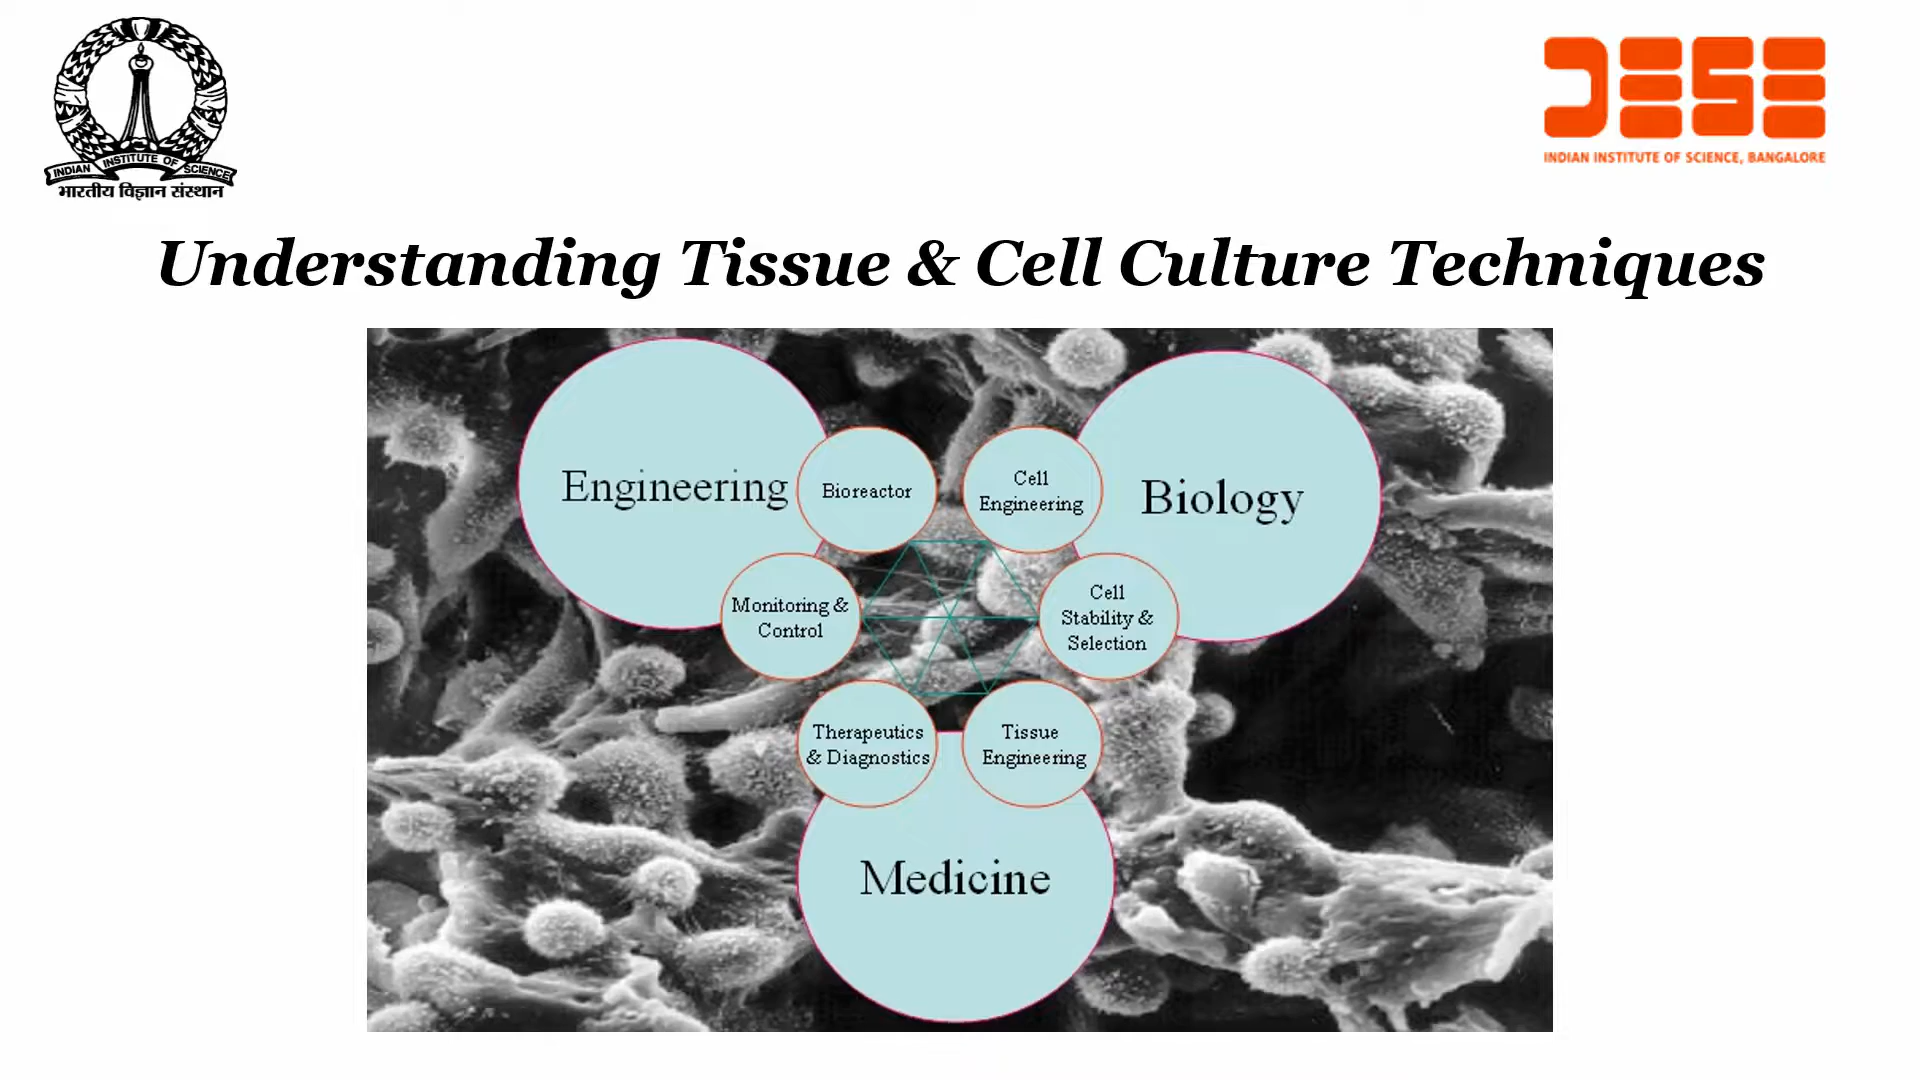 INDIAN INSTITUTE OF SCIENCE
भारतीय विज्ञान संस्थान
DESE
INDIAN INSTITUTE OF SCIENCE, BANGALORE
Understanding Tissue & Cell Culture Techniques
Engineering
Bioreactor
Cell
Engineering
Biology
Monitoring &
Control
Cell
Stability &
Selection
Therapeutics
& Diagnostics
Tissue
Engineering
Medicine